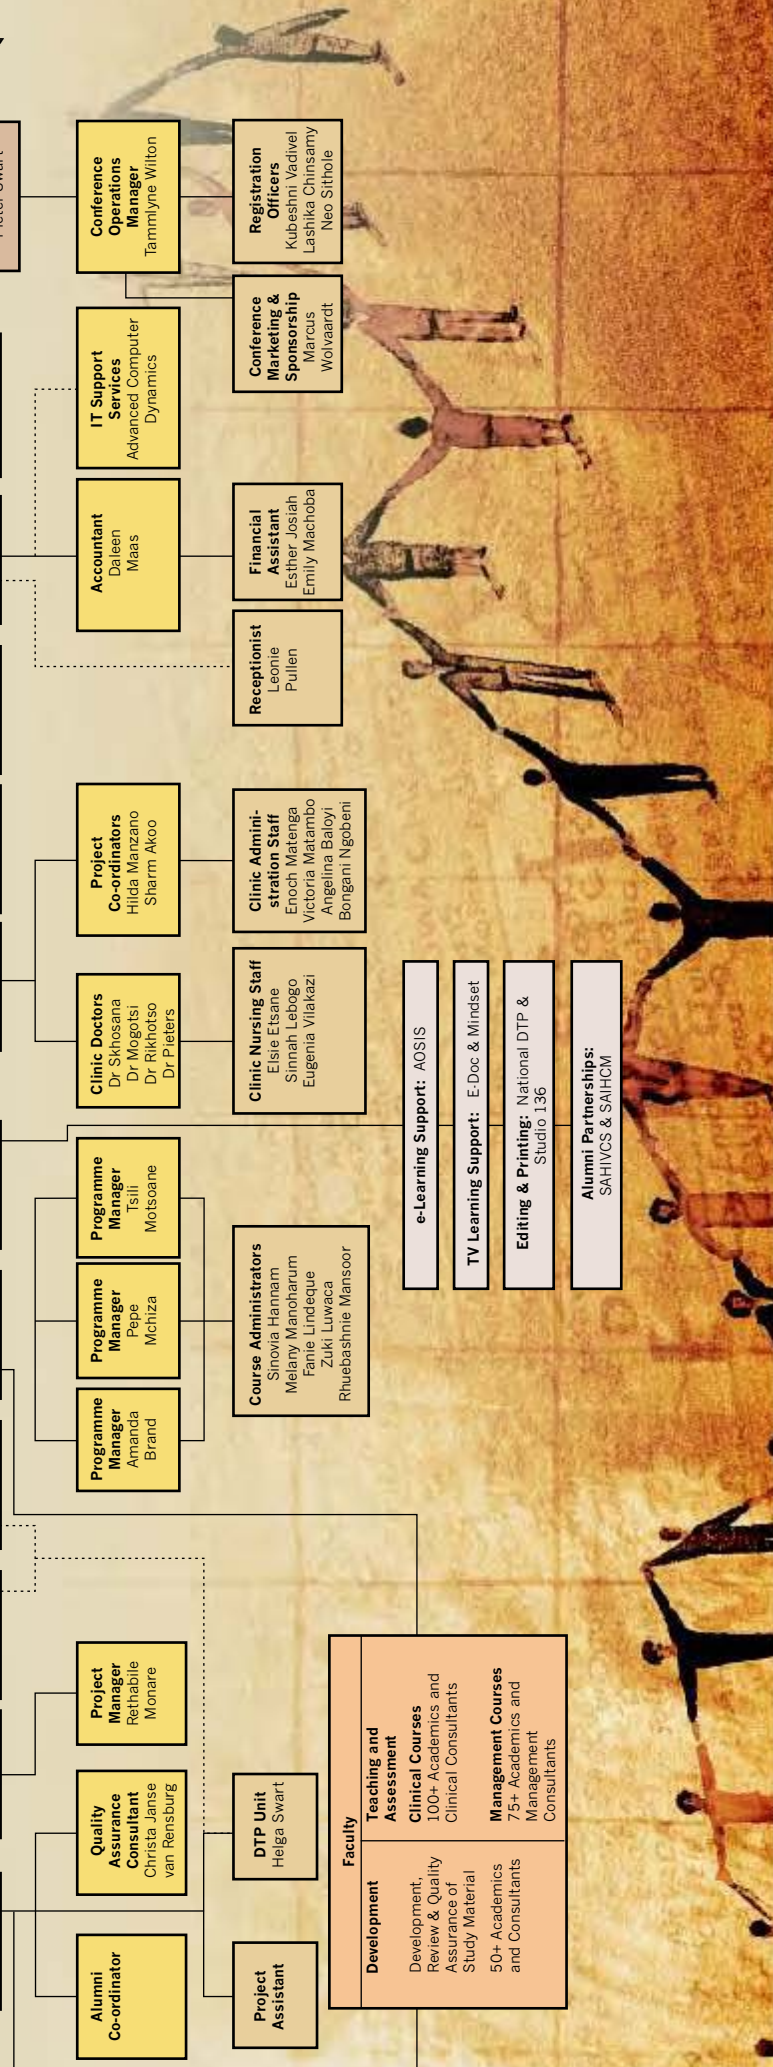 Alumni
Co-ordinator
Quality
Assurance
Consultant
Christa Janse
van Rensburg
Project
Manager
Rethabile
Monare
Programme
Manager
Amanda
Brand
Programme
Manager
Pepe
Mchiza
Programme
Manager
Tsili
Motsoane
Clinic Doctors
Dr Skhosana
Dr Mogotsi
Dr Rikhotso
Dr Pieters
Project
Co-ordinators
Hilda Manzano
Sharm Akoo
Accountant
Daleen
Maas
IT Support
Services
Advanced Computer
Dynamics
Conference
Operations
Manager
Tammlyne Wilton
Project
Assistant
DTP Unit
Helga Swart
Course Administrators
Sinovia Hannam
Melany Manoharum
Fanie Lindeque
Zuki Luwaca
Rhuebashnie Mansoor
Clinic Nursing Staff
Elsie Etsane
Sinnah Lebogo
Eugenia Vilakazi
Clinic Admini-
stration Staff
Enoch Matenga
Victoria Matambo
Angelina Baloyi
Bongani Ngobeni
Receptionist
Leonie
Pullen
Financial
Assistant
Esther Josiah
Emily Machoba
Conference
Marketing &
Sponsorship
Marcus
Wolvaardt
Registration
Officers
Kubeshni Vadivel
Lashika Chinsamy
Neo Sithole
Faculty
Development
Development,
Review & Quality
Assurance of
Study Material
50+ Academics
and Consultants
Teaching and
Assessment
Clinical Courses
100+ Academics and
Clinical Consultants
Management Courses
75+ Academics and
Management
Consultants
e-Learning Support: AOSIS
TV Learning Support: E-Doc & Mindset
Editing & Printing: National DTP &
Studio 136
Alumni Partnerships:
SAHIVCS & SAIHCM